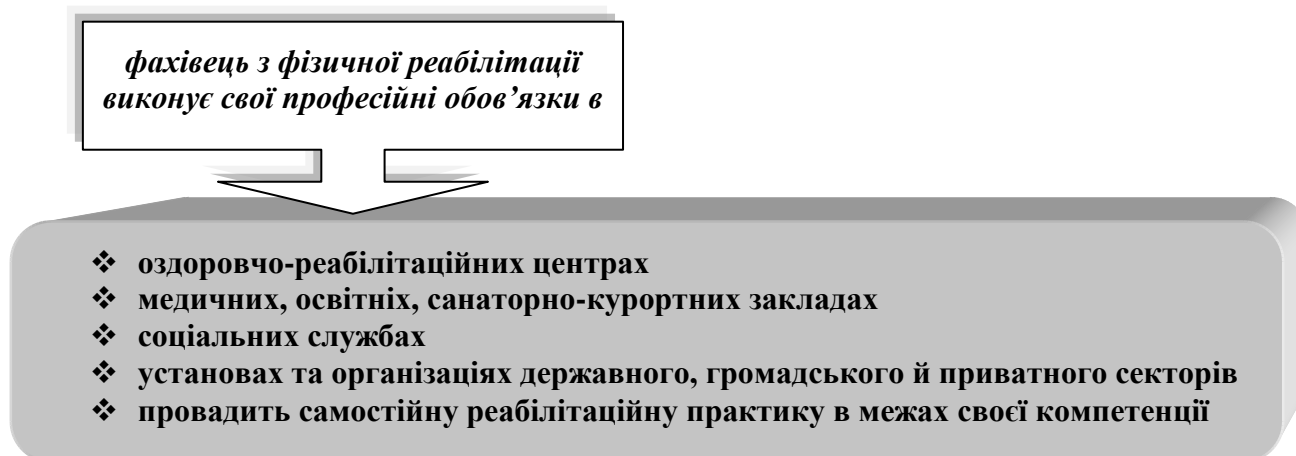 фахівець з фізичної реабілітації
виконує свої професійні обов’язки в
❖ оздоровчо-реабілітаційних центрах
❖ медичних, освітніх, санаторно-курортних закладах
❖ соціальних службах
❖ установах та організаціях державного, громадського й приватного секторів
❖ провадить самостійну реабілітаційну практику в межах своєї компетенції